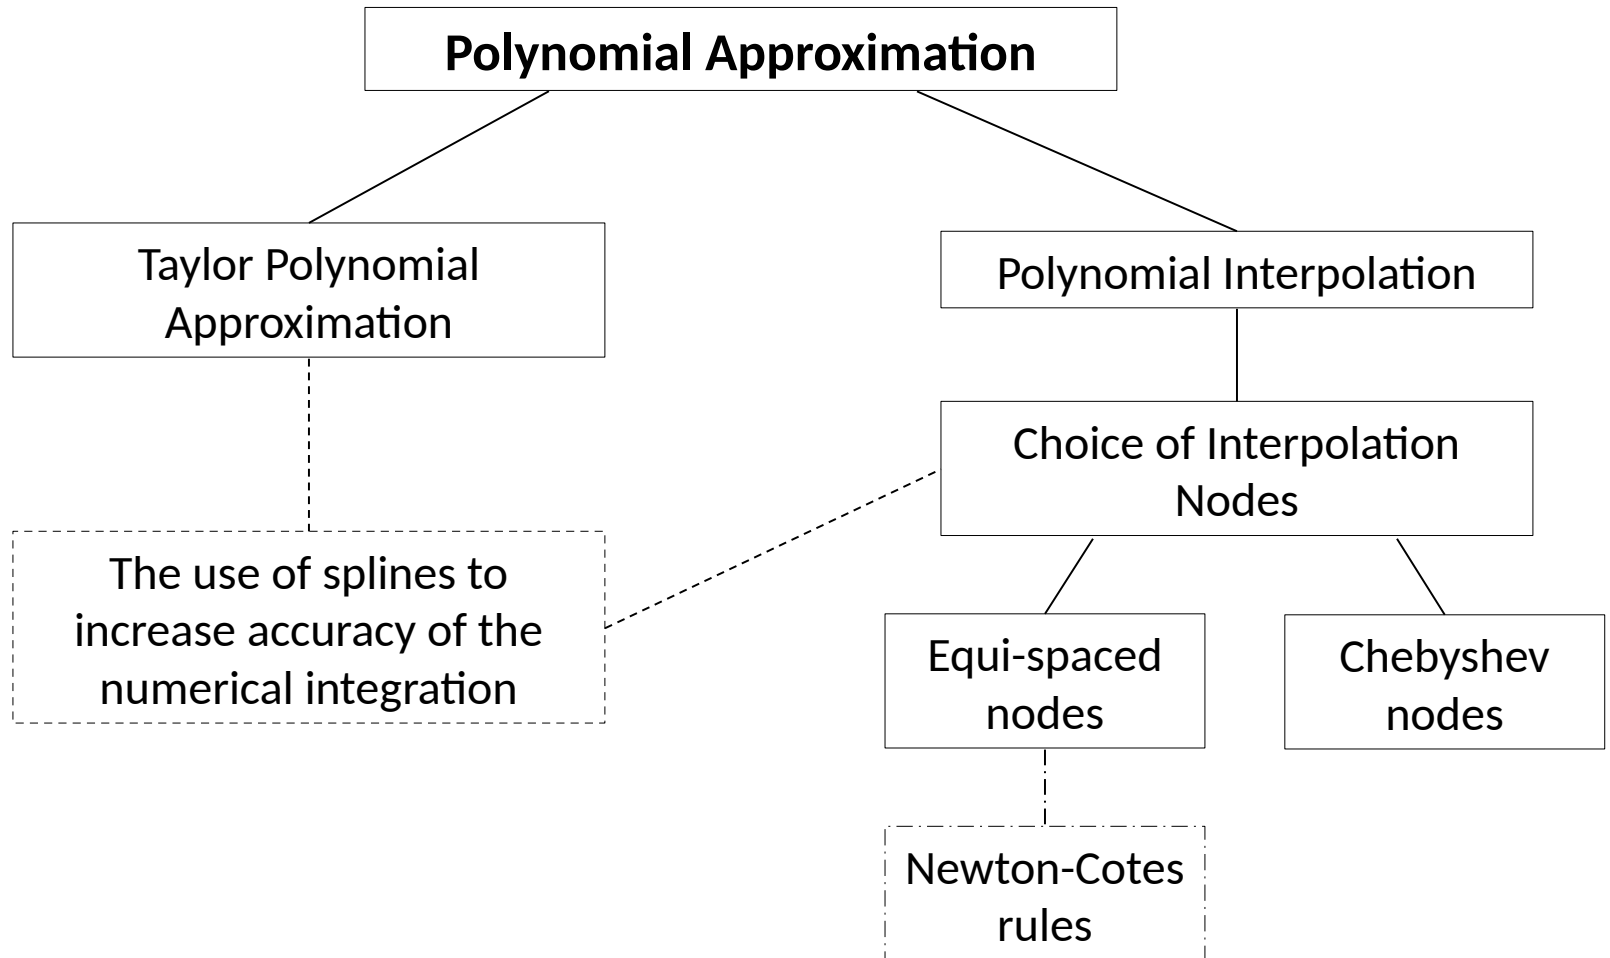 Polynomial Approximation
Taylor Polynomial
Approximation
Polynomial Interpolation
Choice of Interpolation
Nodes
The use of splines to
increase accuracy of the
numerical integration
Equi-spaced
nodes
Chebyshev
nodes
Newton-Cotes
rules